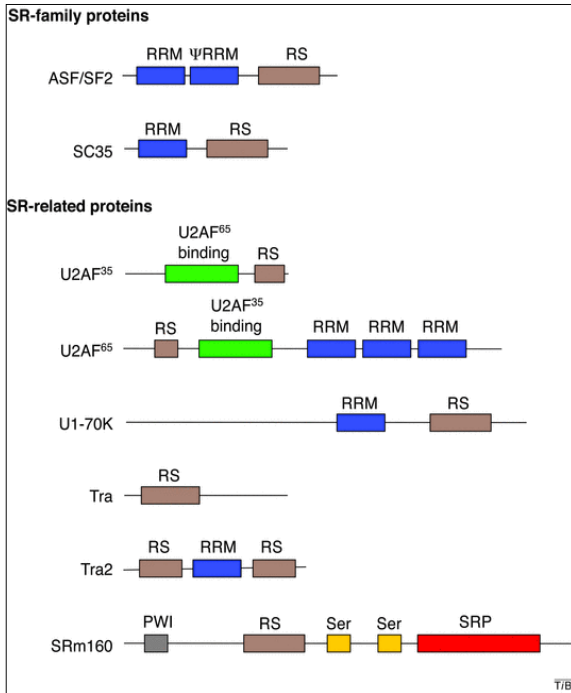 SR-family proteins
RRM ΨRRM RS
ASF/SF2
RRM RS
SC35
SR-related proteins
U2AF⁶⁵
binding RS
U2AF³⁵
U2AF³⁵
RS binding RRM RRM RRM
U2AF⁶⁵
RRM RS
U1-70K
RS
Tra
RS RRM RS
Tra2
PWI RS Ser Ser SRP
SRm160
TiB